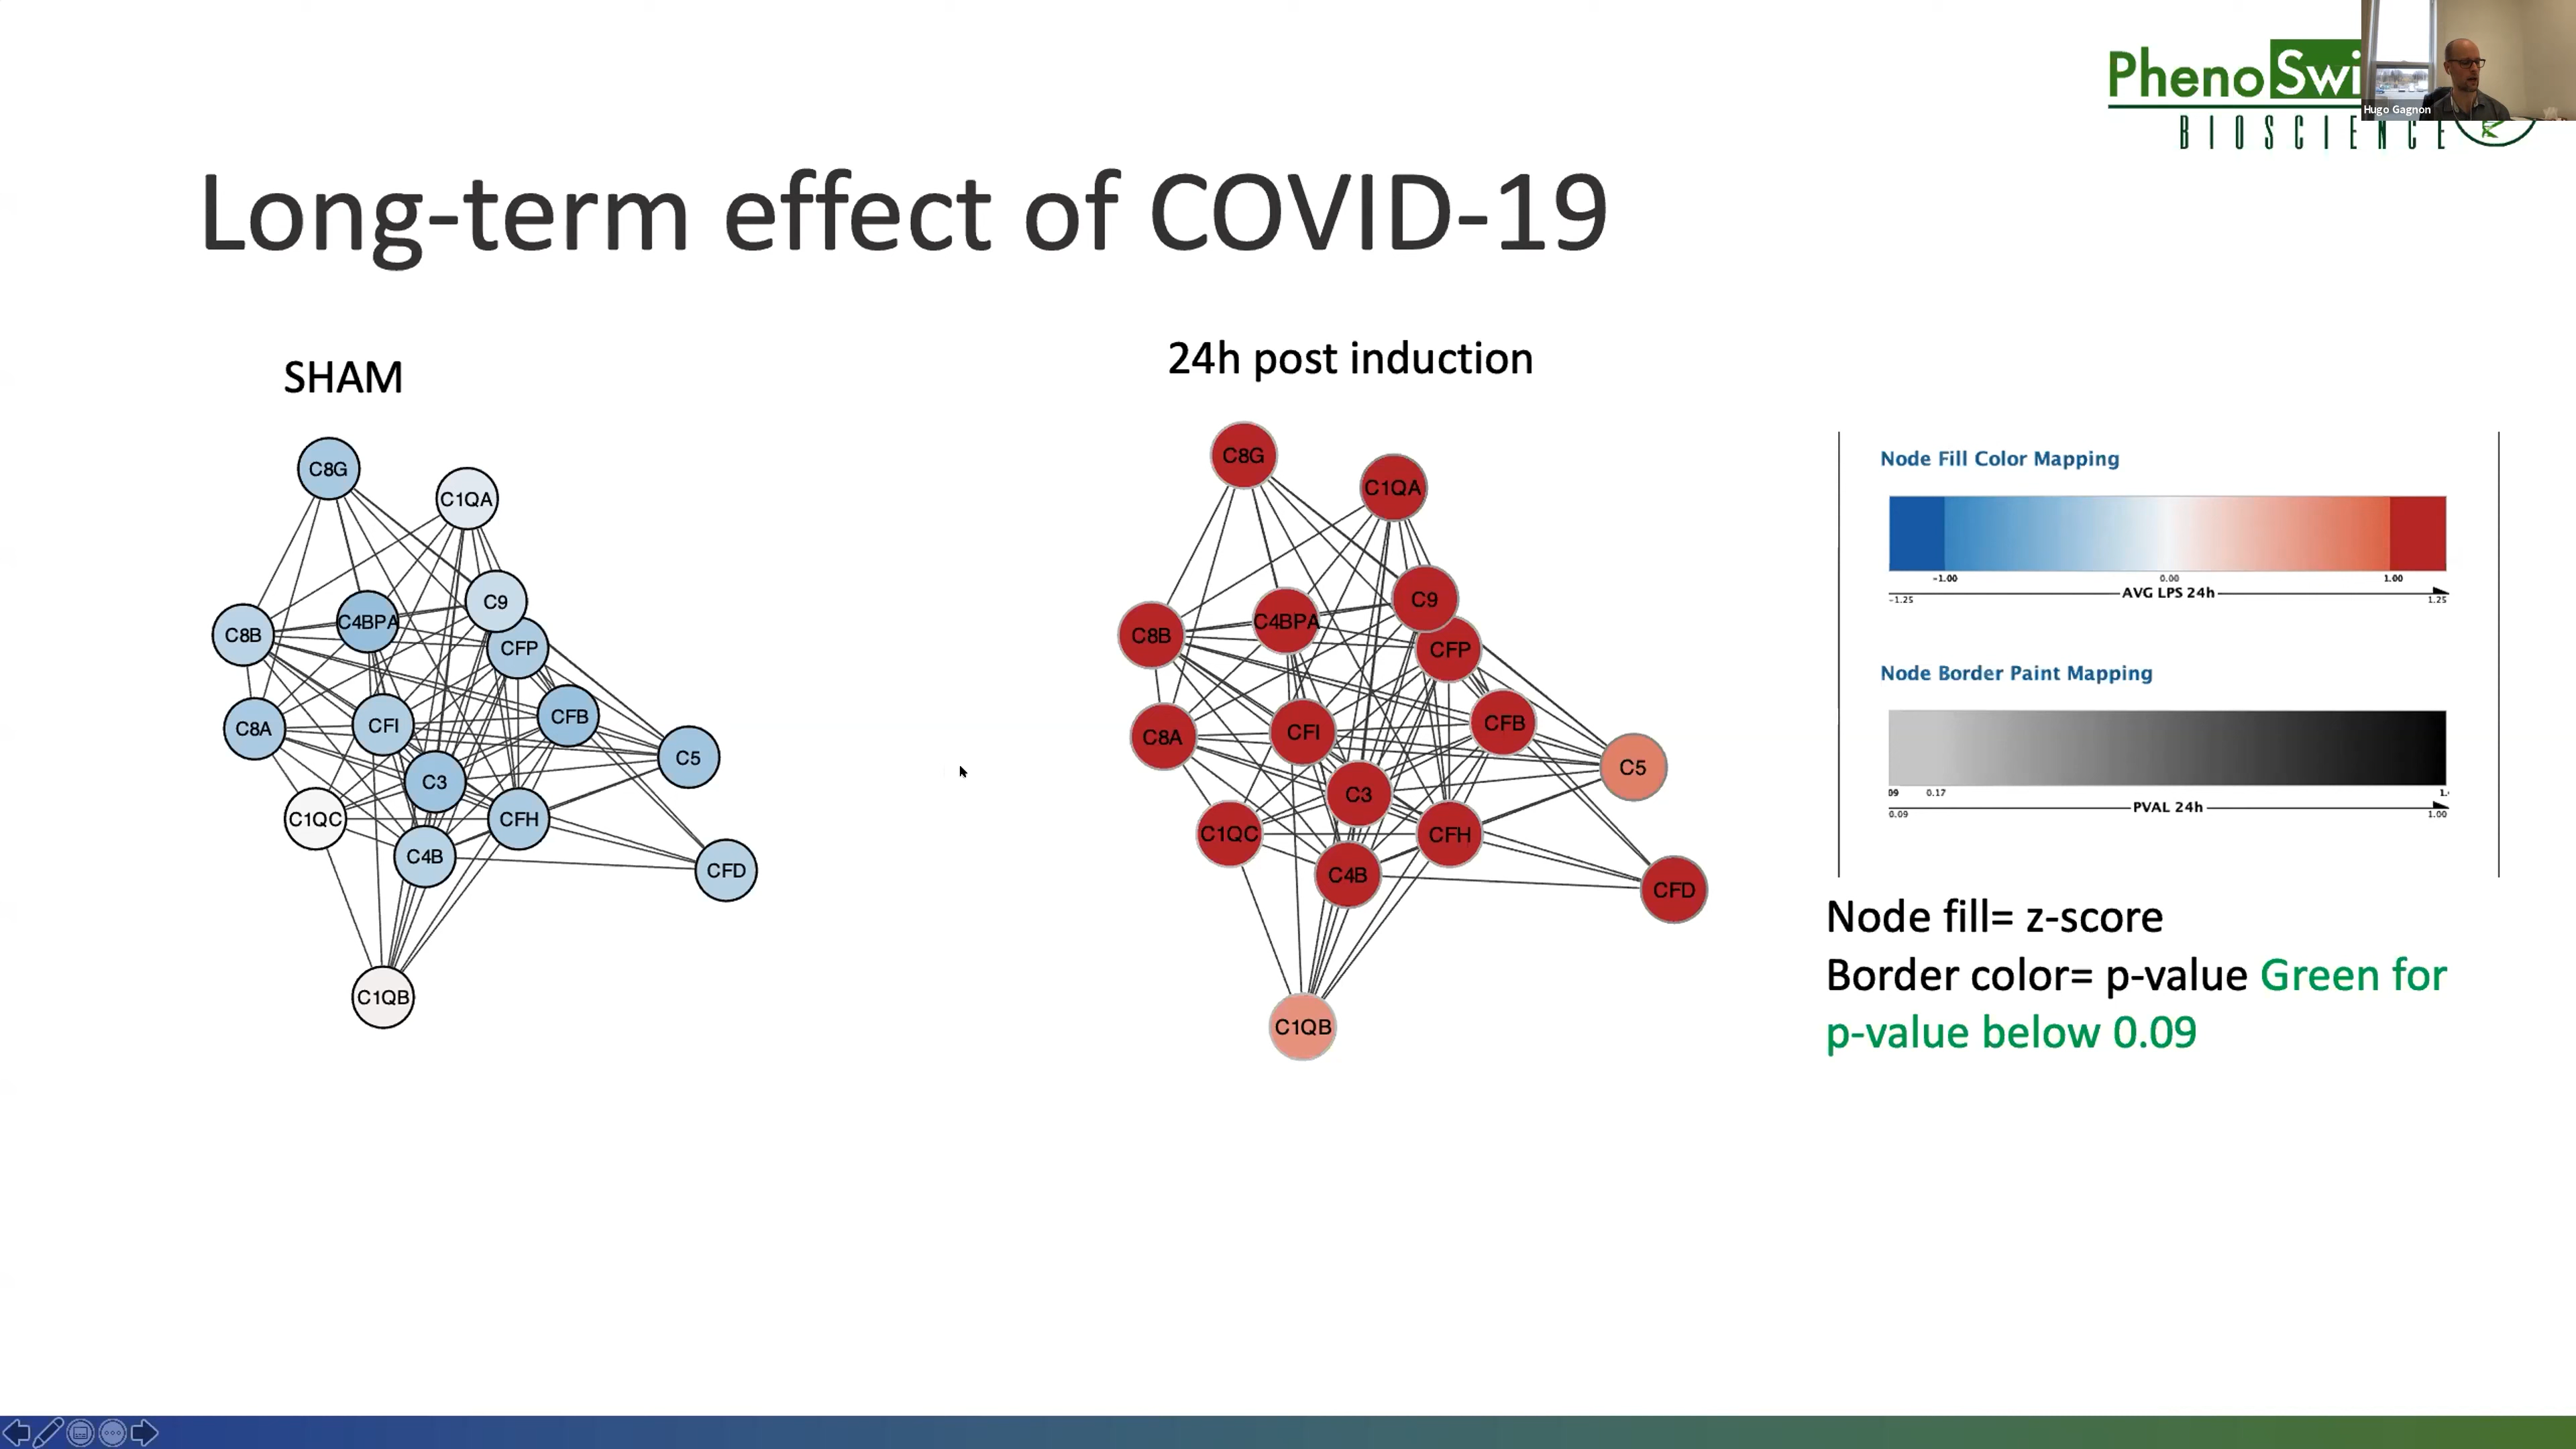 Pheno Swi
BIOSCIENCE
Hugo Gagnon
Long-term effect of COVID-19
SHAM
C8G
C1QA
C9
C4BPA
C8B
CFP
CFB
CFI
C8A
C5
C3
C1QC
CFH
C4B
CFD
C1QB
24h post induction
C8G
C1QA
C9
C4BPA
C8B
CFP
CFB
CFI
C8A
C5
C3
C1QC
CFH
C4B
CFD
C1QB
Node Fill Color Mapping
-1.00 0.00 1.00
-1.25 AVG LPS 24h 1.25
Node Border Paint Mapping
09 0.17 1.
0.09 PVAL 24h 1.00
Node fill= z-score
Border color= p-value Green for
p-value below 0.09